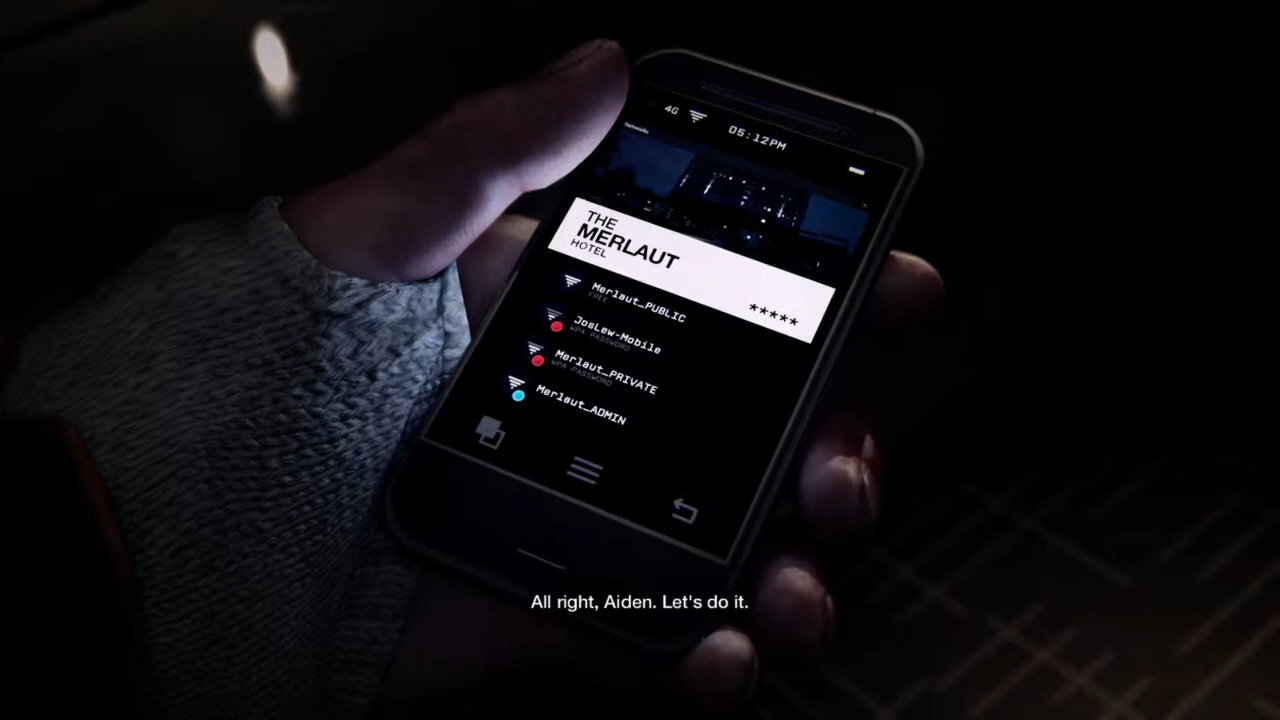 4G 05:12PM
Networks
THE
MERLAUT
HOTEL
★★★★★
Merlaut_PUBLIC
FREE
JosLew-Mobile
WPA PASSWORD
Merlaut_PRIVATE
WPA PASSWORD
Merlaut_ADMIN
All right, Aiden. Let's do it.